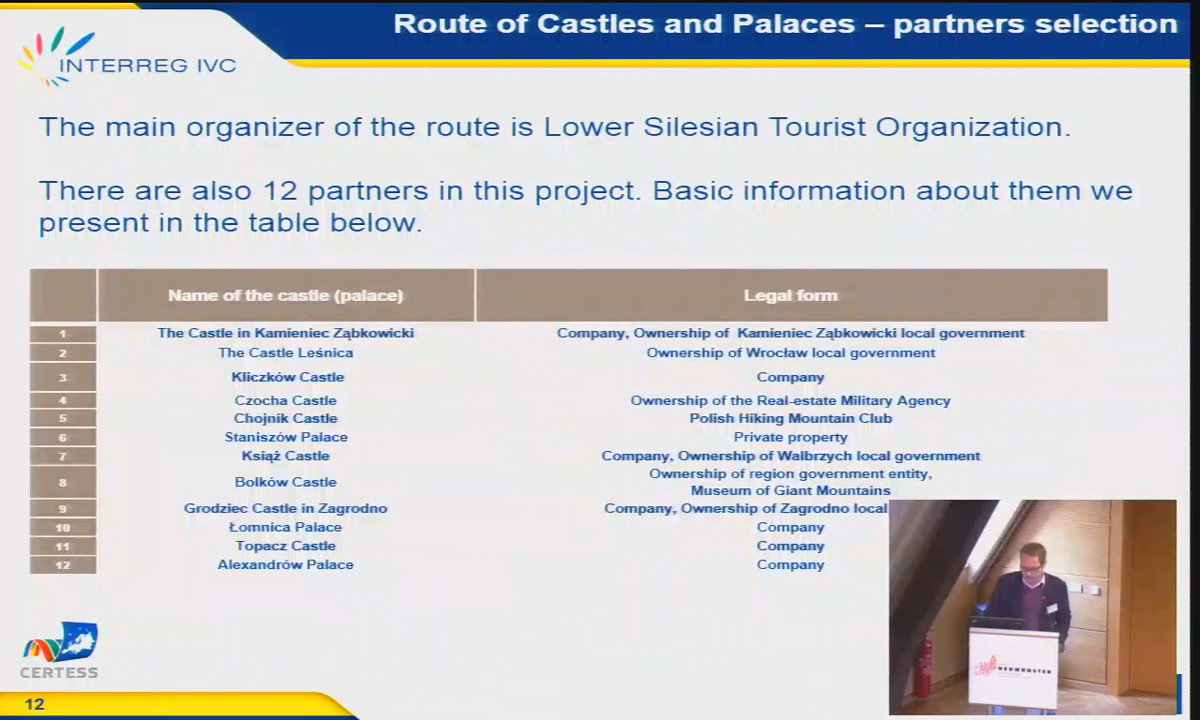 Route of Castles and Palaces – partners selection
INTERREG IVC
The main organizer of the route is Lower Silesian Tourist Organization.
There are also 12 partners in this project. Basic information about them we
present in the table below.
Name of the castle (palace) Legal form
1 The Castle in Kamieniec Ząbkowicki Company, Ownership of Kamieniec Ząbkowicki local government
2 The Castle Leśnica Ownership of Wrocław local government
3 Kliczków Castle Company
4 Czocha Castle Ownership of the Real-estate Military Agency
5 Chojnik Castle Polish Hiking Mountain Club
6 Staniszów Palace Private property
7 Książ Castle Company, Ownership of Walbrzych local government
8 Bolków Castle Ownership of region government entity,
Museum of Giant Mountains
9 Grodziec Castle in Zagrodno Company, Ownership of Zagrodno local
10 Łomnica Palace Company
11 Topacz Castle Company
12 Alexandrów Palace Company
CERTESS
NEUMÜNSTER
12